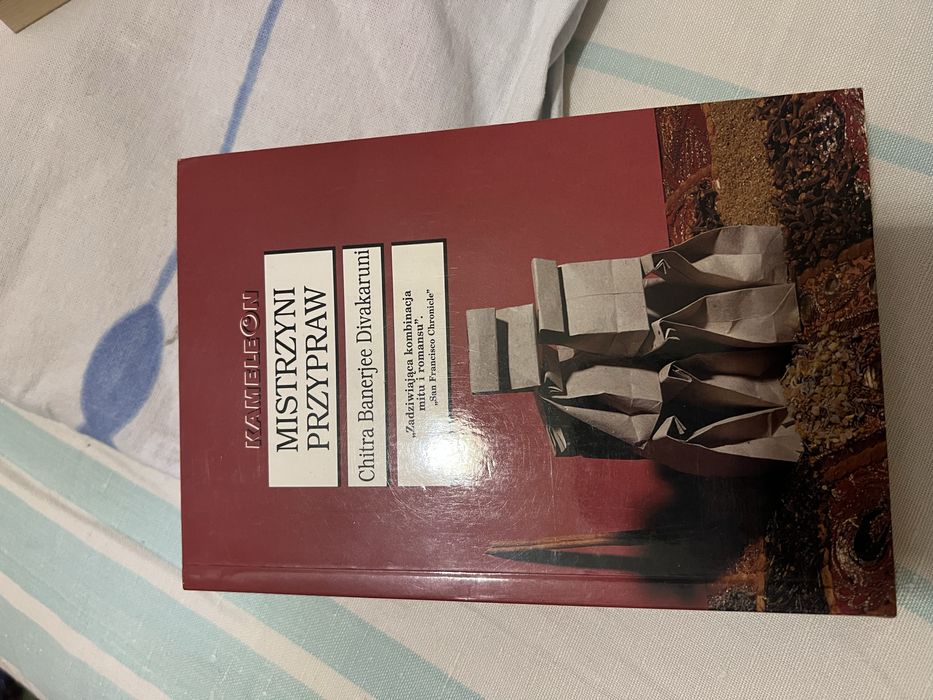 KAMELEON
MISTRZYNI
PRZYPRAW
Chitra Banerjee Divakaruni
„Zadziwiająca kombinacja
mitu i romansu”.
„San Francisco Chronicle”